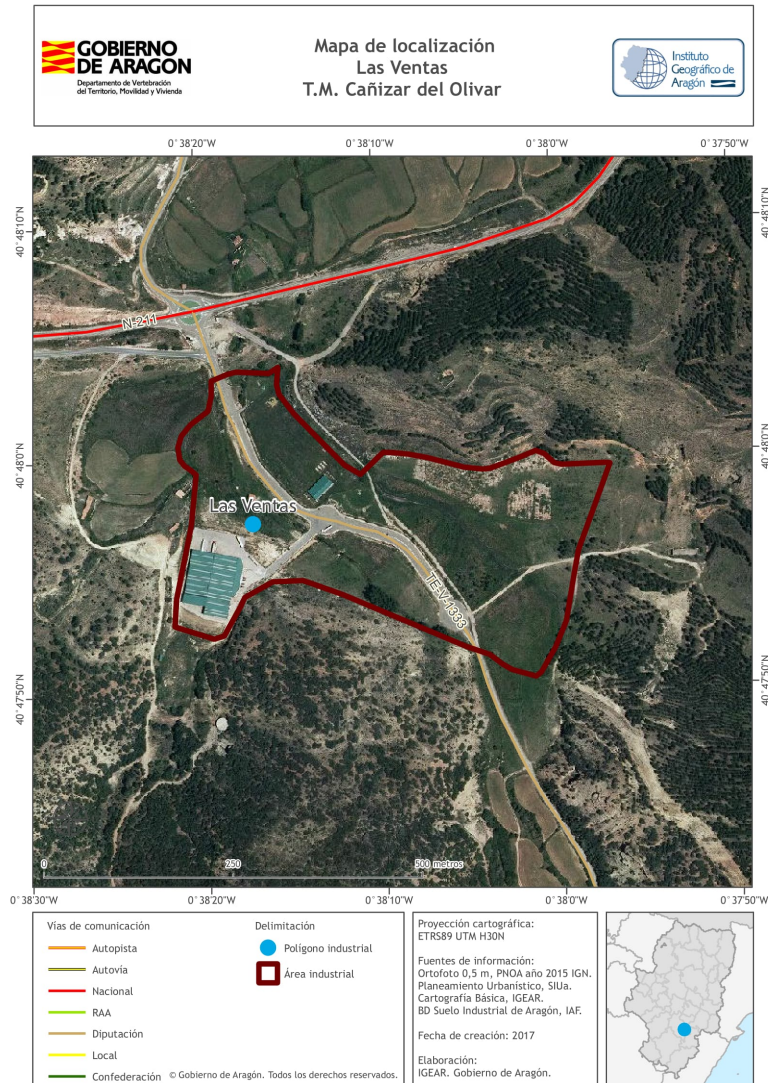 GOBIERNO
DE ARAGON
Departamento de Vertebración
del Territorio, Movilidad y Vivienda
Mapa de localización
Las Ventas
T.M. Cañizar del Olivar
Instituto
Geográfico de
Aragón
0°38'20"O 0°38'10"O 0°38'0"O 0°37'50"O
40°48'10"N
40°48'10"N
N-211
40°48'0"N
40°48'0"N
Las Ventas
TE-V-1333
40°47'50"N
40°47'50"N
0 250 500 metros
0°38'30"O 0°38'20"O 0°38'10"O 0°38'0"O 0°37'50"O
Vías de comunicación
Autopista
Autovía
Nacional
RAA
Diputación
Local
Confederación
Delimitación
Polígono industrial
Área industrial
© Gobierno de Aragón. Todos los derechos reservados.
Proyección cartográfica:
ETRS89 UTM H30N
Fuentes de información:
Ortofoto 0,5 m, PNOA año 2015 IGN.
Planeamiento Urbanístico, SIUa.
Cartografía Básica, IGEAR.
BD Suelo Industrial de Aragón, IAF.
Fecha de creación: 2017
Elaboración:
IGEAR. Gobierno de Aragón.